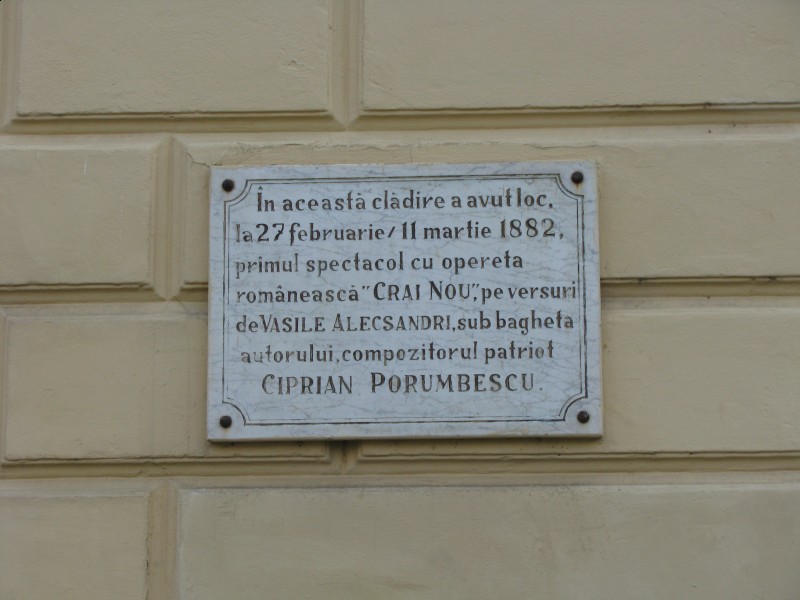 În această clădire a avut loc,
la 27 februarie/11 martie 1882,
primul spectacol cu opereta
românească "CRAI NOU", pe versuri
de VASILE ALECSANDRI, sub bagheta
autorului, compozitorul patriot
CIPRIAN PORUMBESCU.